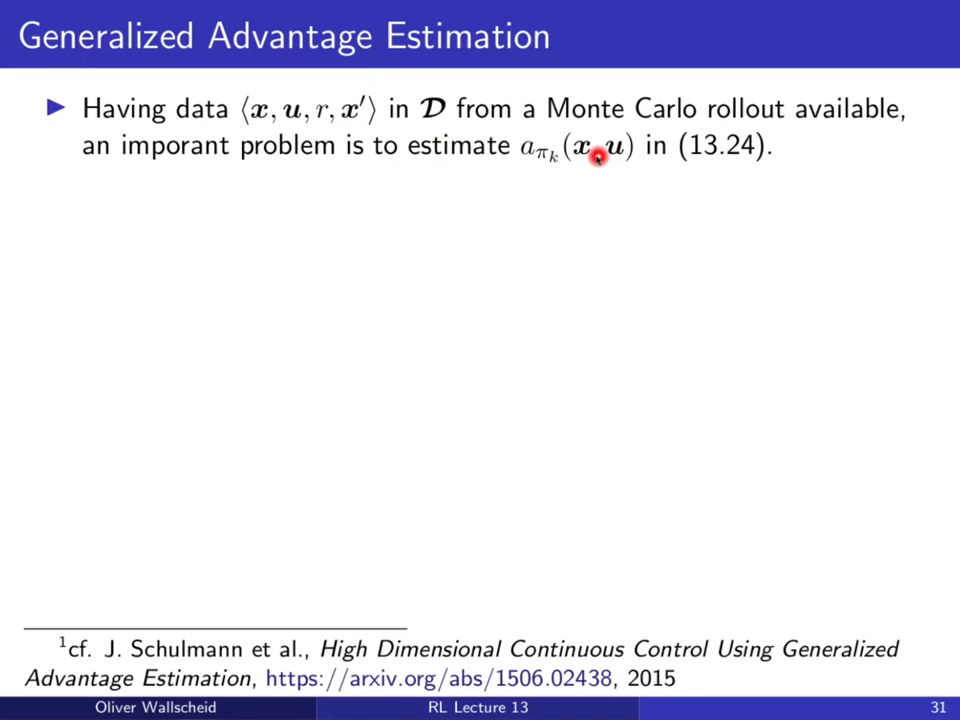 Generalized Advantage Estimation
▶ Having data ⟨x, u, r, x′⟩ in 𝓓 from a Monte Carlo rollout available,
an imporant problem is to estimate aπₖ(x, u) in (13.24).
¹cf. J. Schulmann et al., High Dimensional Continuous Control Using Generalized
Advantage Estimation, https://arxiv.org/abs/1506.02438, 2015
Oliver Wallscheid RL Lecture 13 31